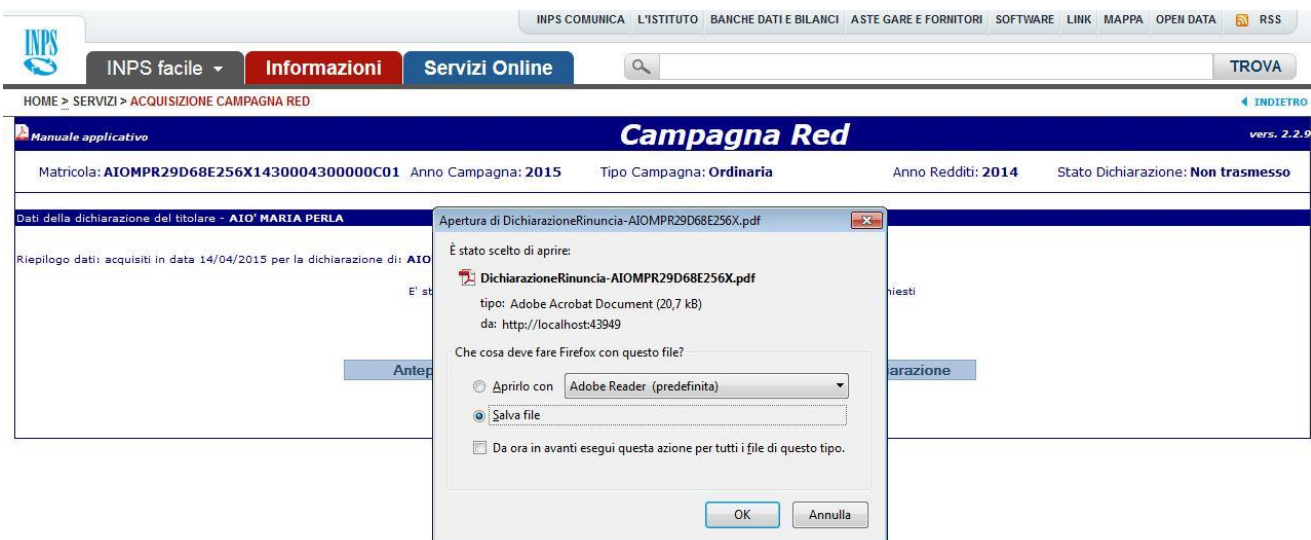 INPS COMUNICA L'ISTITUTO BANCHE DATI E BILANCI ASTE GARE E FORNITORI SOFTWARE LINK MAPPA OPEN DATA RSS
INPS
INPS facile Informazioni Servizi Online TROVA
HOME > SERVIZI > ACQUISIZIONE CAMPAGNA RED INDIETRO
Manuale applicativo Campagna Red vers. 2.2.9
Matricola: AIOMPR29D68E256X1430004300000C01 Anno Campagna: 2015 Tipo Campagna: Ordinaria Anno Redditi: 2014 Stato Dichiarazione: Non trasmesso
Dati della dichiarazione del titolare - AIO' MARIA PERLA
Apertura di DichiarazioneRinuncia-AIOMPR29D68E256X.pdf
È stato scelto di aprire:
Riepilogo dati: acquisiti in data 14/04/2015 per la dichiarazione di: AIO
DichiarazioneRinuncia-AIOMPR29D68E256X.pdf
E' st hiesti
tipo: Adobe Acrobat Document (20,7 kB)
da: http://localhost:43949
Che cosa deve fare Firefox con questo file?
Antep arazione
Aprirlo con Adobe Reader (predefinita)
Salva file
Da ora in avanti esegui questa azione per tutti i file di questo tipo.
OK Annulla